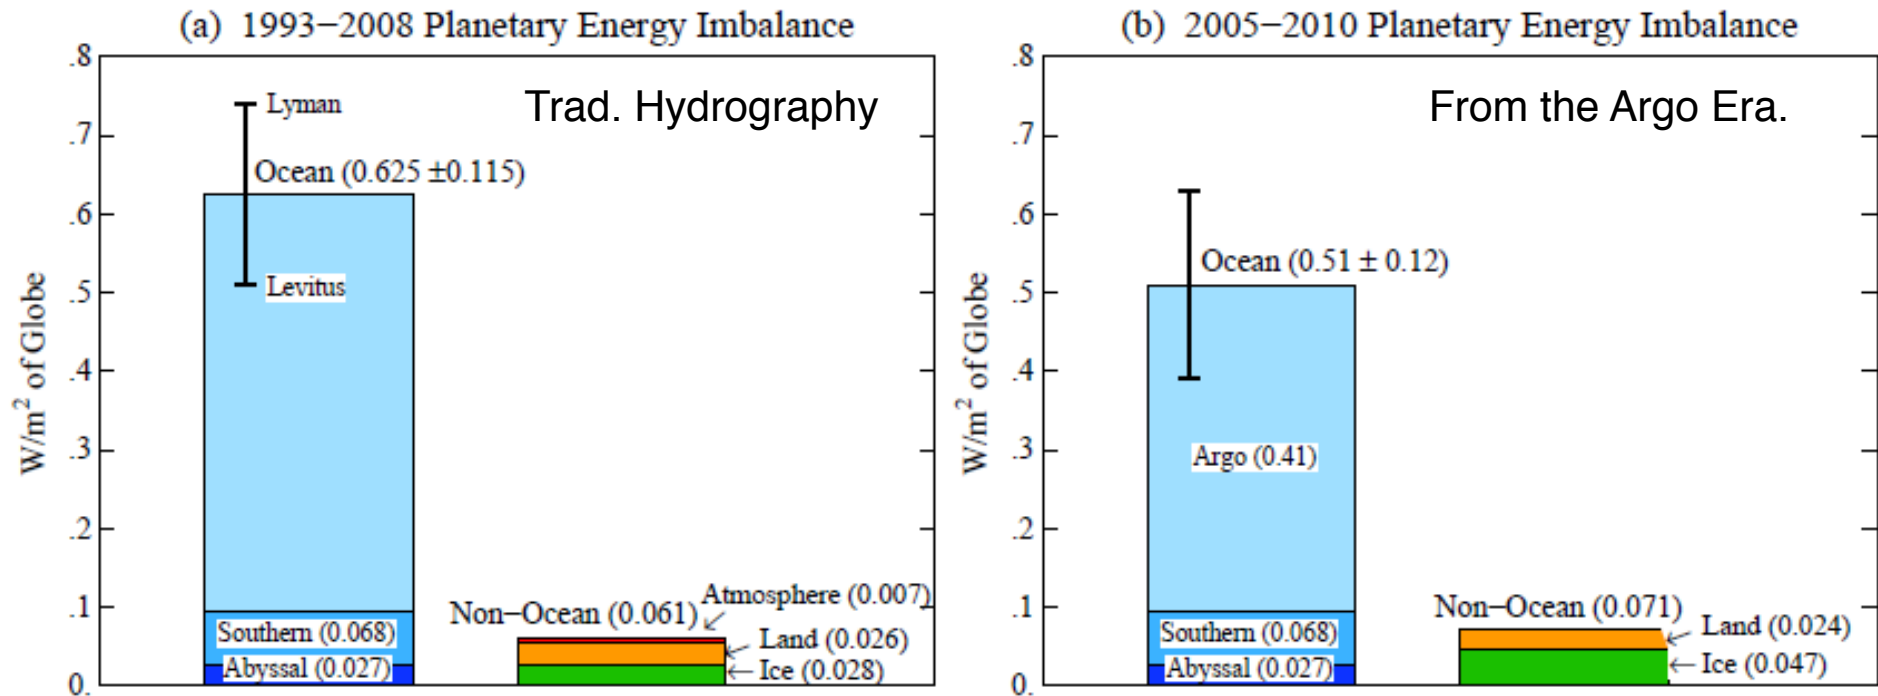 (a) 1993−2008 Planetary Energy Imbalance
Trad. Hydrography
W/m² of Globe
.8
.7
.6
.5
.4
.3
.2
.1
0.
Lyman
Ocean (0.625 ±0.115)
Levitus
Southern (0.068)
Abyssal (0.027)
Non−Ocean (0.061)
Atmosphere (0.007)
Land (0.026)
Ice (0.028)
(b) 2005−2010 Planetary Energy Imbalance
From the Argo Era.
W/m² of Globe
.8
.7
.6
.5
.4
.3
.2
.1
0.
Ocean (0.51 ± 0.12)
Argo (0.41)
Southern (0.068)
Abyssal (0.027)
Non−Ocean (0.071)
Land (0.024)
Ice (0.047)